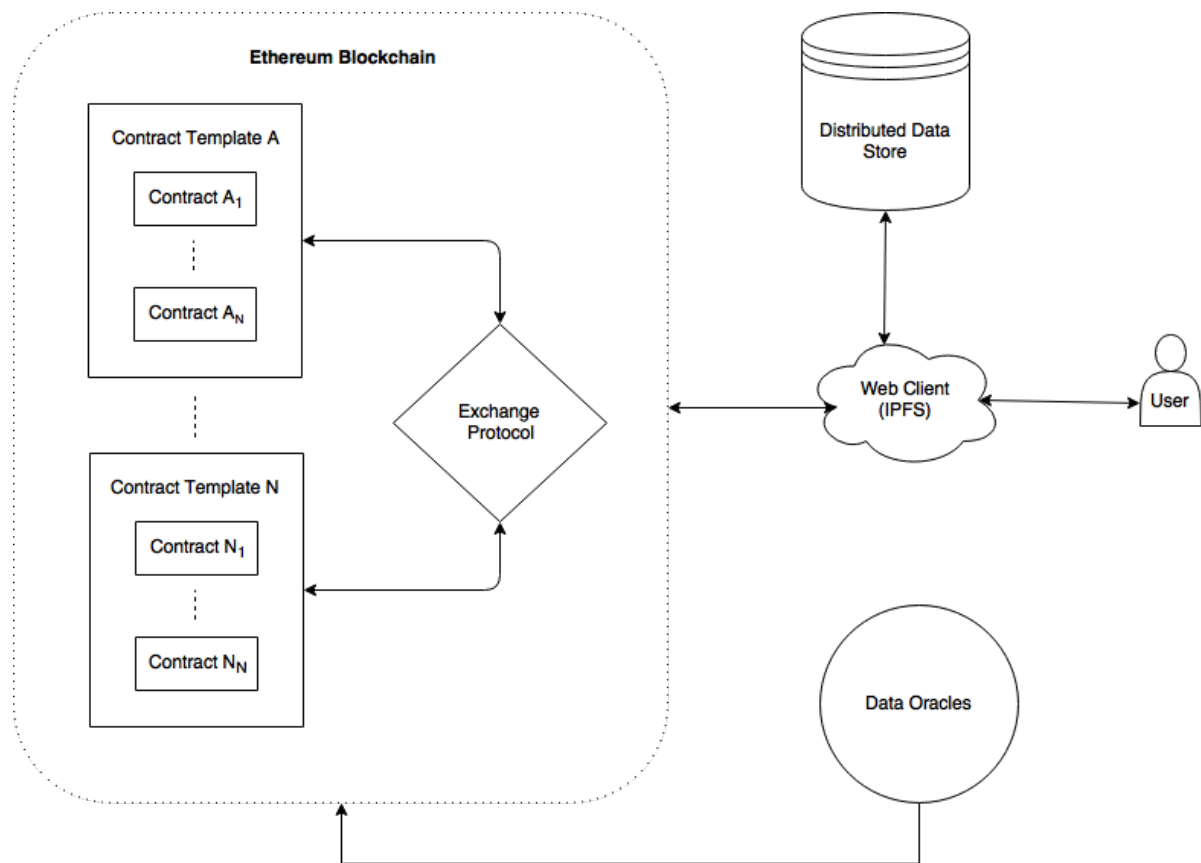 Ethereum Blockchain
Contract Template A
Contract A1
Contract AN
Contract Template N
Contract N1
Contract NN
Exchange
Protocol
Distributed Data
Store
Web Client
(IPFS)
User
Data Oracles